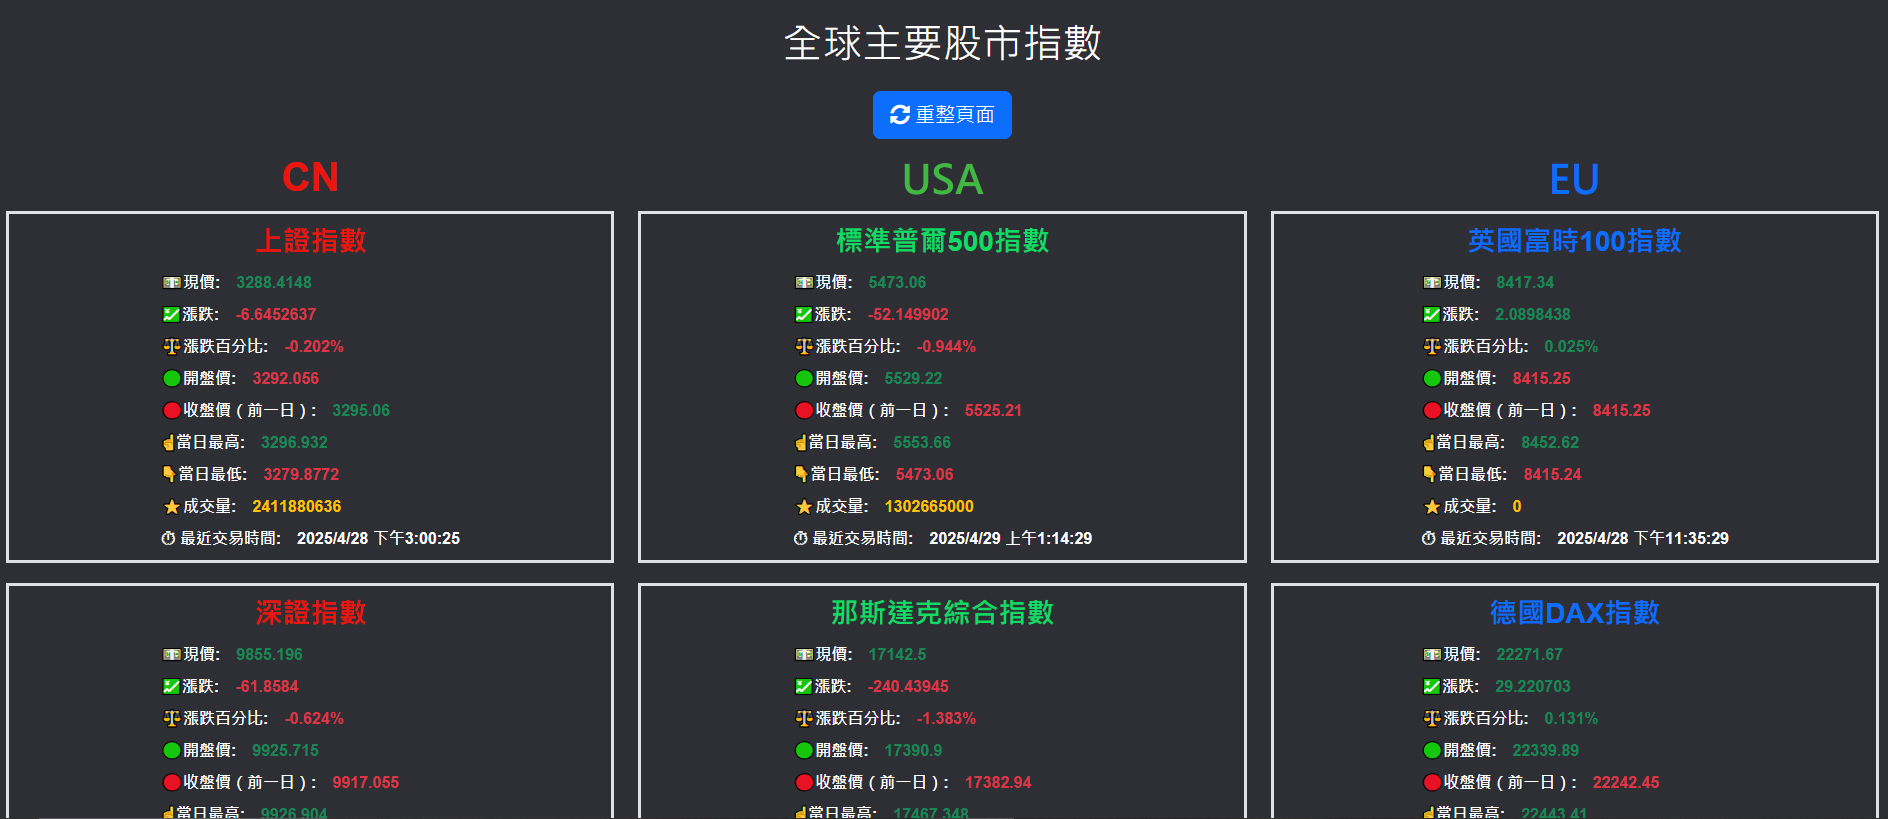 全球主要股市指數
重整頁面
CN
上證指數
現價: 3288.4148
漲跌: -6.6452637
漲跌百分比: -0.202%
開盤價: 3292.056
收盤價 ( 前一日 ) : 3295.06
當日最高: 3296.932
當日最低: 3279.8772
成交量: 2411880636
最近交易時間: 2025/4/28 下午3:00:25
深證指數
現價: 9855.196
漲跌: -61.8584
漲跌百分比: -0.624%
開盤價: 9925.715
收盤價 ( 前一日 ) : 9917.055
當日最高: 9926.904
USA
標準普爾500指數
現價: 5473.06
漲跌: -52.149902
漲跌百分比: -0.944%
開盤價: 5529.22
收盤價 ( 前一日 ) : 5525.21
當日最高: 5553.66
當日最低: 5473.06
成交量: 1302665000
最近交易時間: 2025/4/29 上午1:14:29
那斯達克綜合指數
現價: 17142.5
漲跌: -240.43945
漲跌百分比: -1.383%
開盤價: 17390.9
收盤價 ( 前一日 ) : 17382.94
當日最高: 17467.348
EU
英國富時100指數
現價: 8417.34
漲跌: 2.0898438
漲跌百分比: 0.025%
開盤價: 8415.25
收盤價 ( 前一日 ) : 8415.25
當日最高: 8452.62
當日最低: 8415.24
成交量: 0
最近交易時間: 2025/4/28 下午11:35:29
德國DAX指數
現價: 22271.67
漲跌: 29.220703
漲跌百分比: 0.131%
開盤價: 22339.89
收盤價 ( 前一日 ) : 22242.45
當日最高: 22443.41